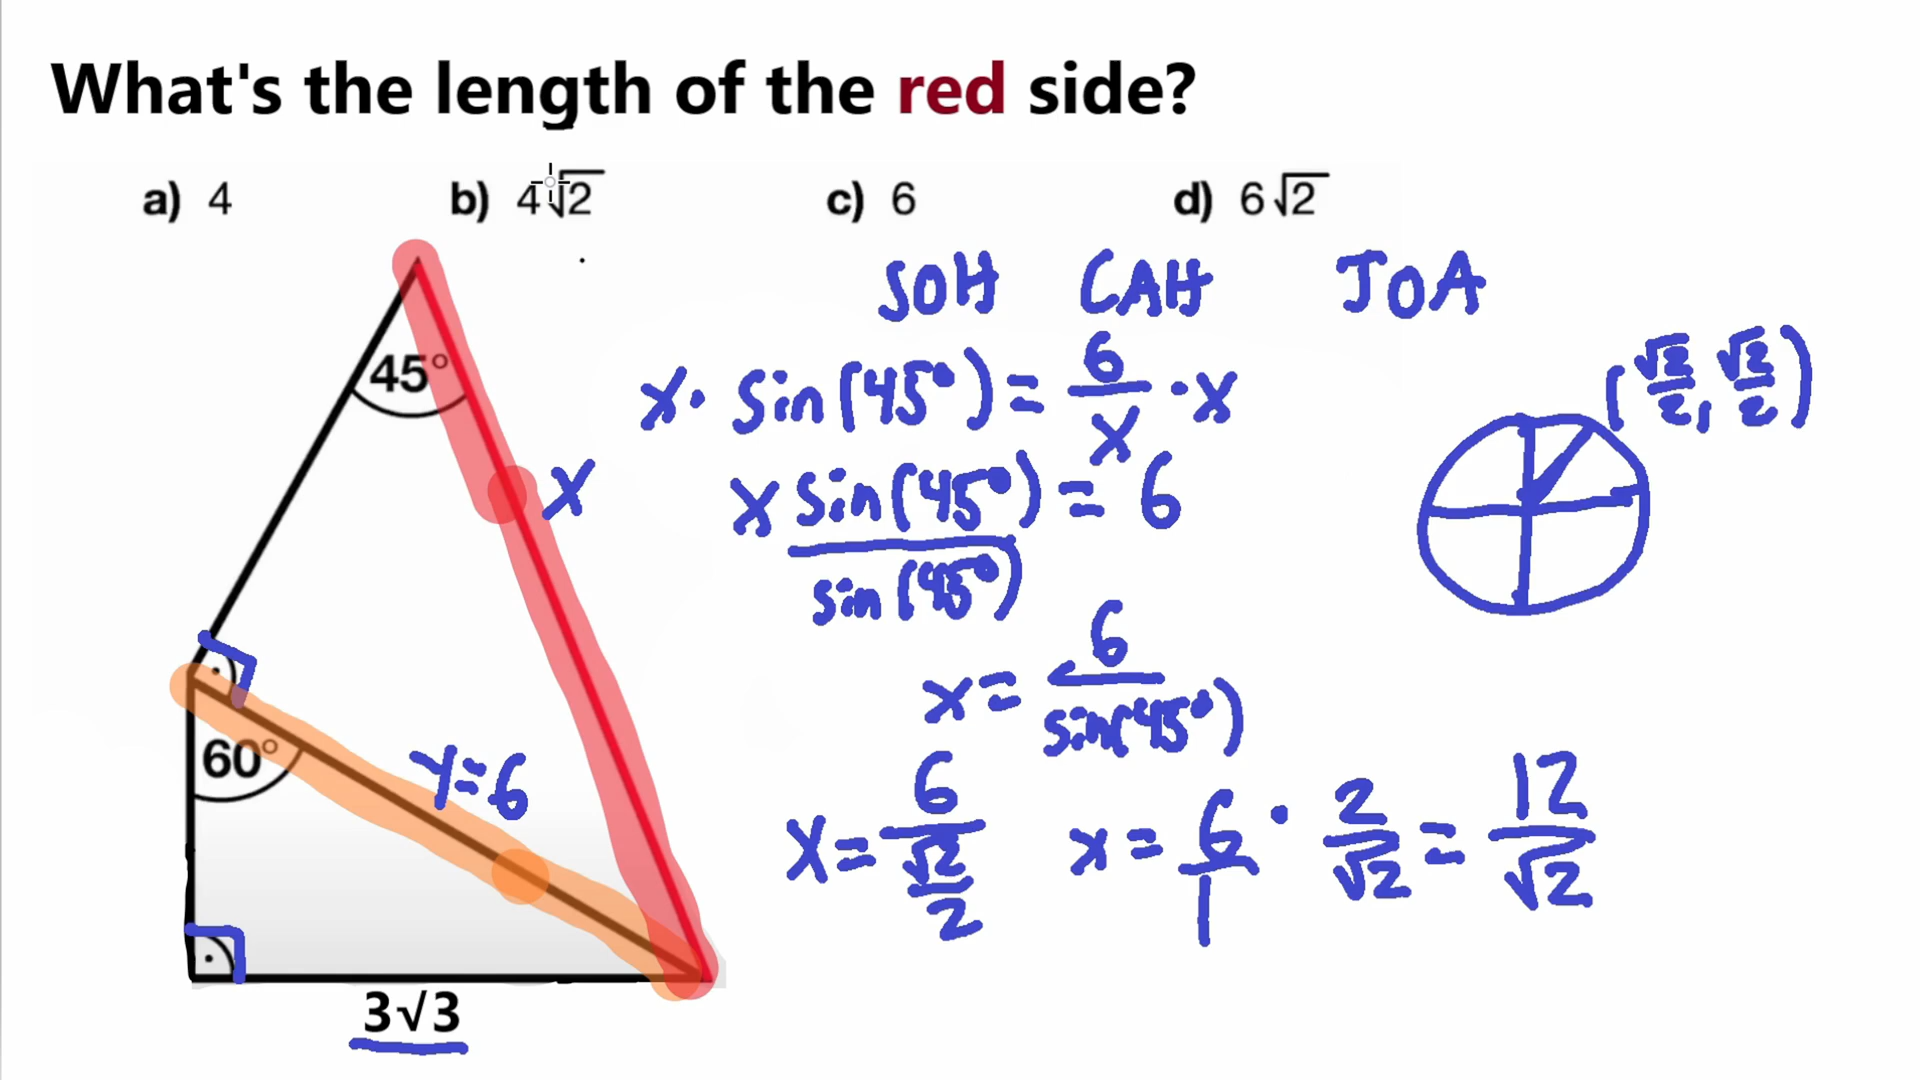 What's the length of the red side?
a) 4 b) 4√2 c) 6 d) 6√2
SOH CAH TOA
45°
x · sin(45°) = 6/x · x
(√2/2, √2/2)
x
x sin(45°)/sin(45°) = 6
x = 6/sin(45°)
60°
y=6
x = 6/(√2/2) x = 6/1 · 2/√2 = 12/√2
3√3